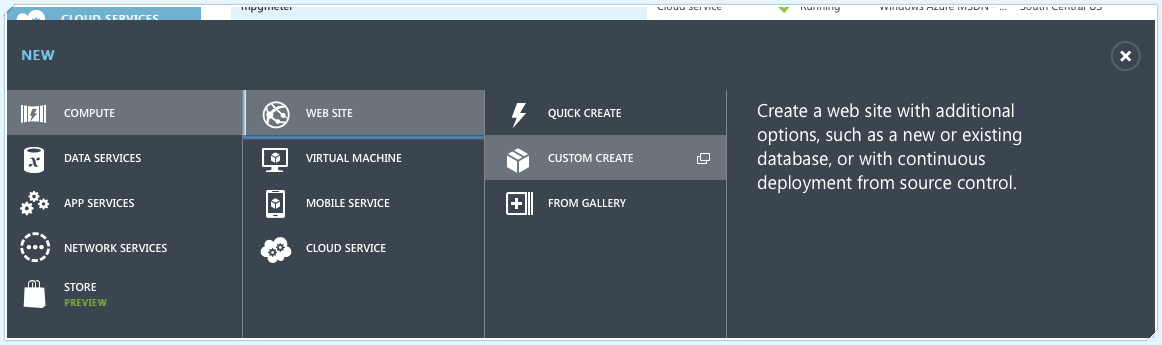 CLOUD SERVICES
mpgmeter
Cloud service
Running
Windows Azure MSDN - ...
South Central US
NEW
COMPUTE
DATA SERVICES
APP SERVICES
NETWORK SERVICES
STORE
PREVIEW
WEB SITE
VIRTUAL MACHINE
MOBILE SERVICE
CLOUD SERVICE
QUICK CREATE
CUSTOM CREATE
FROM GALLERY
Create a web site with additional
options, such as a new or existing
database, or with continuous
deployment from source control.